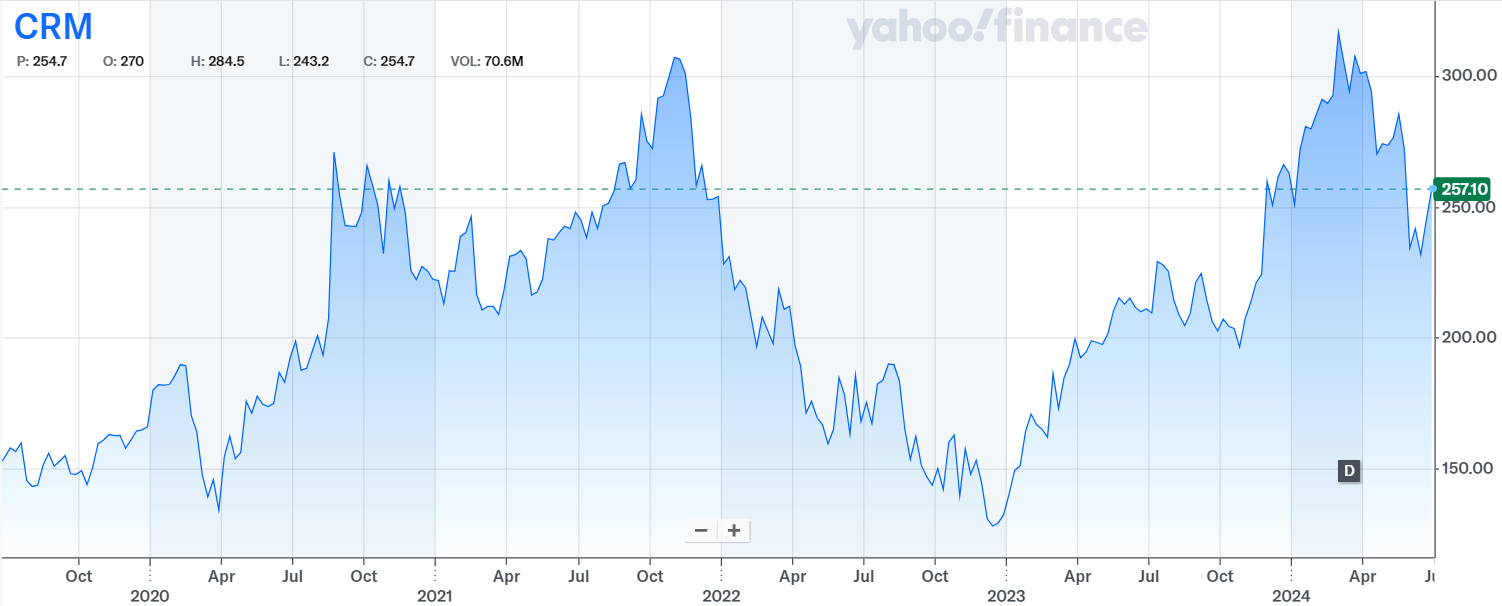 CRM
yahoo!finance
P: 254.7 O: 270 H: 284.5 L: 243.2 C: 254.7 VOL: 70.6M
300.00
257.10
250.00
200.00
150.00
D
− +
Oct Apr Jul Oct Apr Jul Oct Apr Jul Oct Apr Jul Oct Apr
2020 2021 2022 2023 2024